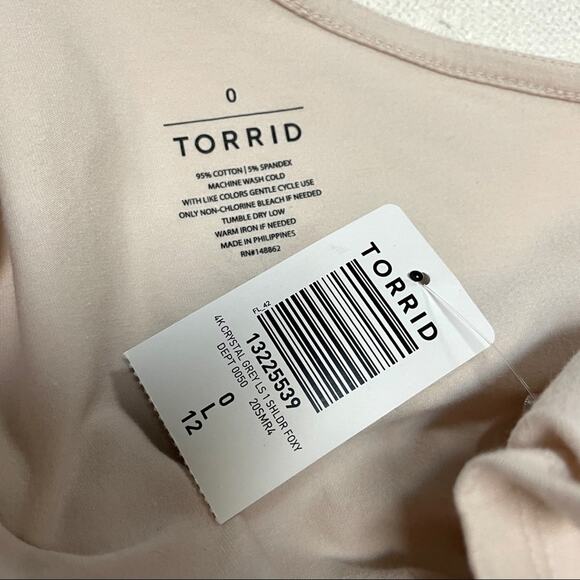 0
TORRID
95% COTTON | 5% SPANDEX
MACHINE WASH COLD
WITH LIKE COLORS GENTLE CYCLE USE
ONLY NON-CHLORINE BLEACH IF NEEDED
TUMBLE DRY LOW
WARM IRON IF NEEDED
MADE IN PHILIPPINES
RN#148862
TORRID
FL_42
13225539
4K CRYSTAL GREY LS 1 SHLDR FOXY
DEPT 0050 20SMR4
0
L
12